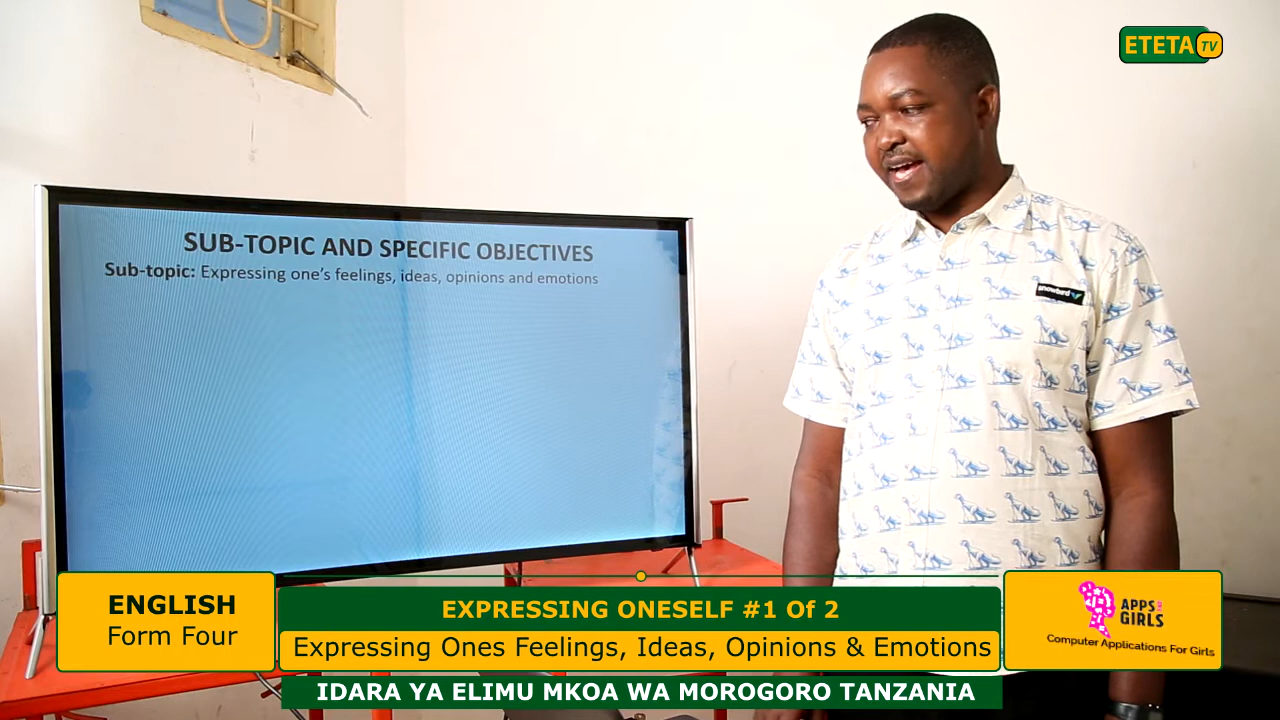 ETETA TV
SUB-TOPIC AND SPECIFIC OBJECTIVES
Sub-topic: Expressing one's feelings, ideas, opinions and emotions
snowbird
ENGLISH
Form Four
EXPRESSING ONESELF #1 Of 2
Expressing Ones Feelings, Ideas, Opinions & Emotions
APPS
GIRLS
Computer Applications For Girls
IDARA YA ELIMU MKOA WA MOROGORO TANZANIA